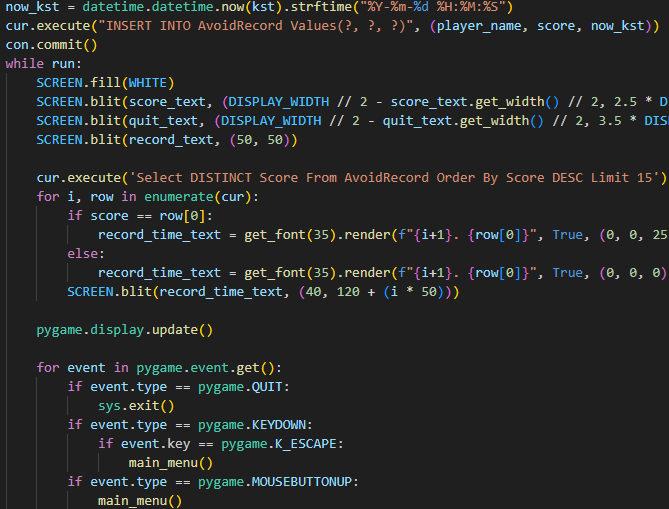 now_kst = datetime.datetime.now(kst).strftime("%Y-%m-%d %H:%M:%S")
cur.execute("INSERT INTO AvoidRecord Values(?, ?, ?)", (player_name, score, now_kst))
con.commit()
while run:
    SCREEN.fill(WHITE)
    SCREEN.blit(score_text, (DISPLAY_WIDTH // 2 - score_text.get_width() // 2, 2.5 * D
    SCREEN.blit(quit_text, (DISPLAY_WIDTH // 2 - quit_text.get_width() // 2, 3.5 * DIS
    SCREEN.blit(record_text, (50, 50))
    cur.execute('Select DISTINCT Score From AvoidRecord Order By Score DESC Limit 15')
    for i, row in enumerate(cur):
        if score == row[0]:
            record_time_text = get_font(35).render(f"{i+1}. {row[0]}", True, (0, 0, 25
        else:
            record_time_text = get_font(35).render(f"{i+1}. {row[0]}", True, (0, 0, 0)
        SCREEN.blit(record_time_text, (40, 120 + (i * 50)))
    pygame.display.update()
    for event in pygame.event.get():
        if event.type == pygame.QUIT:
            sys.exit()
        if event.type == pygame.KEYDOWN:
            if event.key == pygame.K_ESCAPE:
                main_menu()
        if event.type == pygame.MOUSEBUTTONUP:
            main_menu()